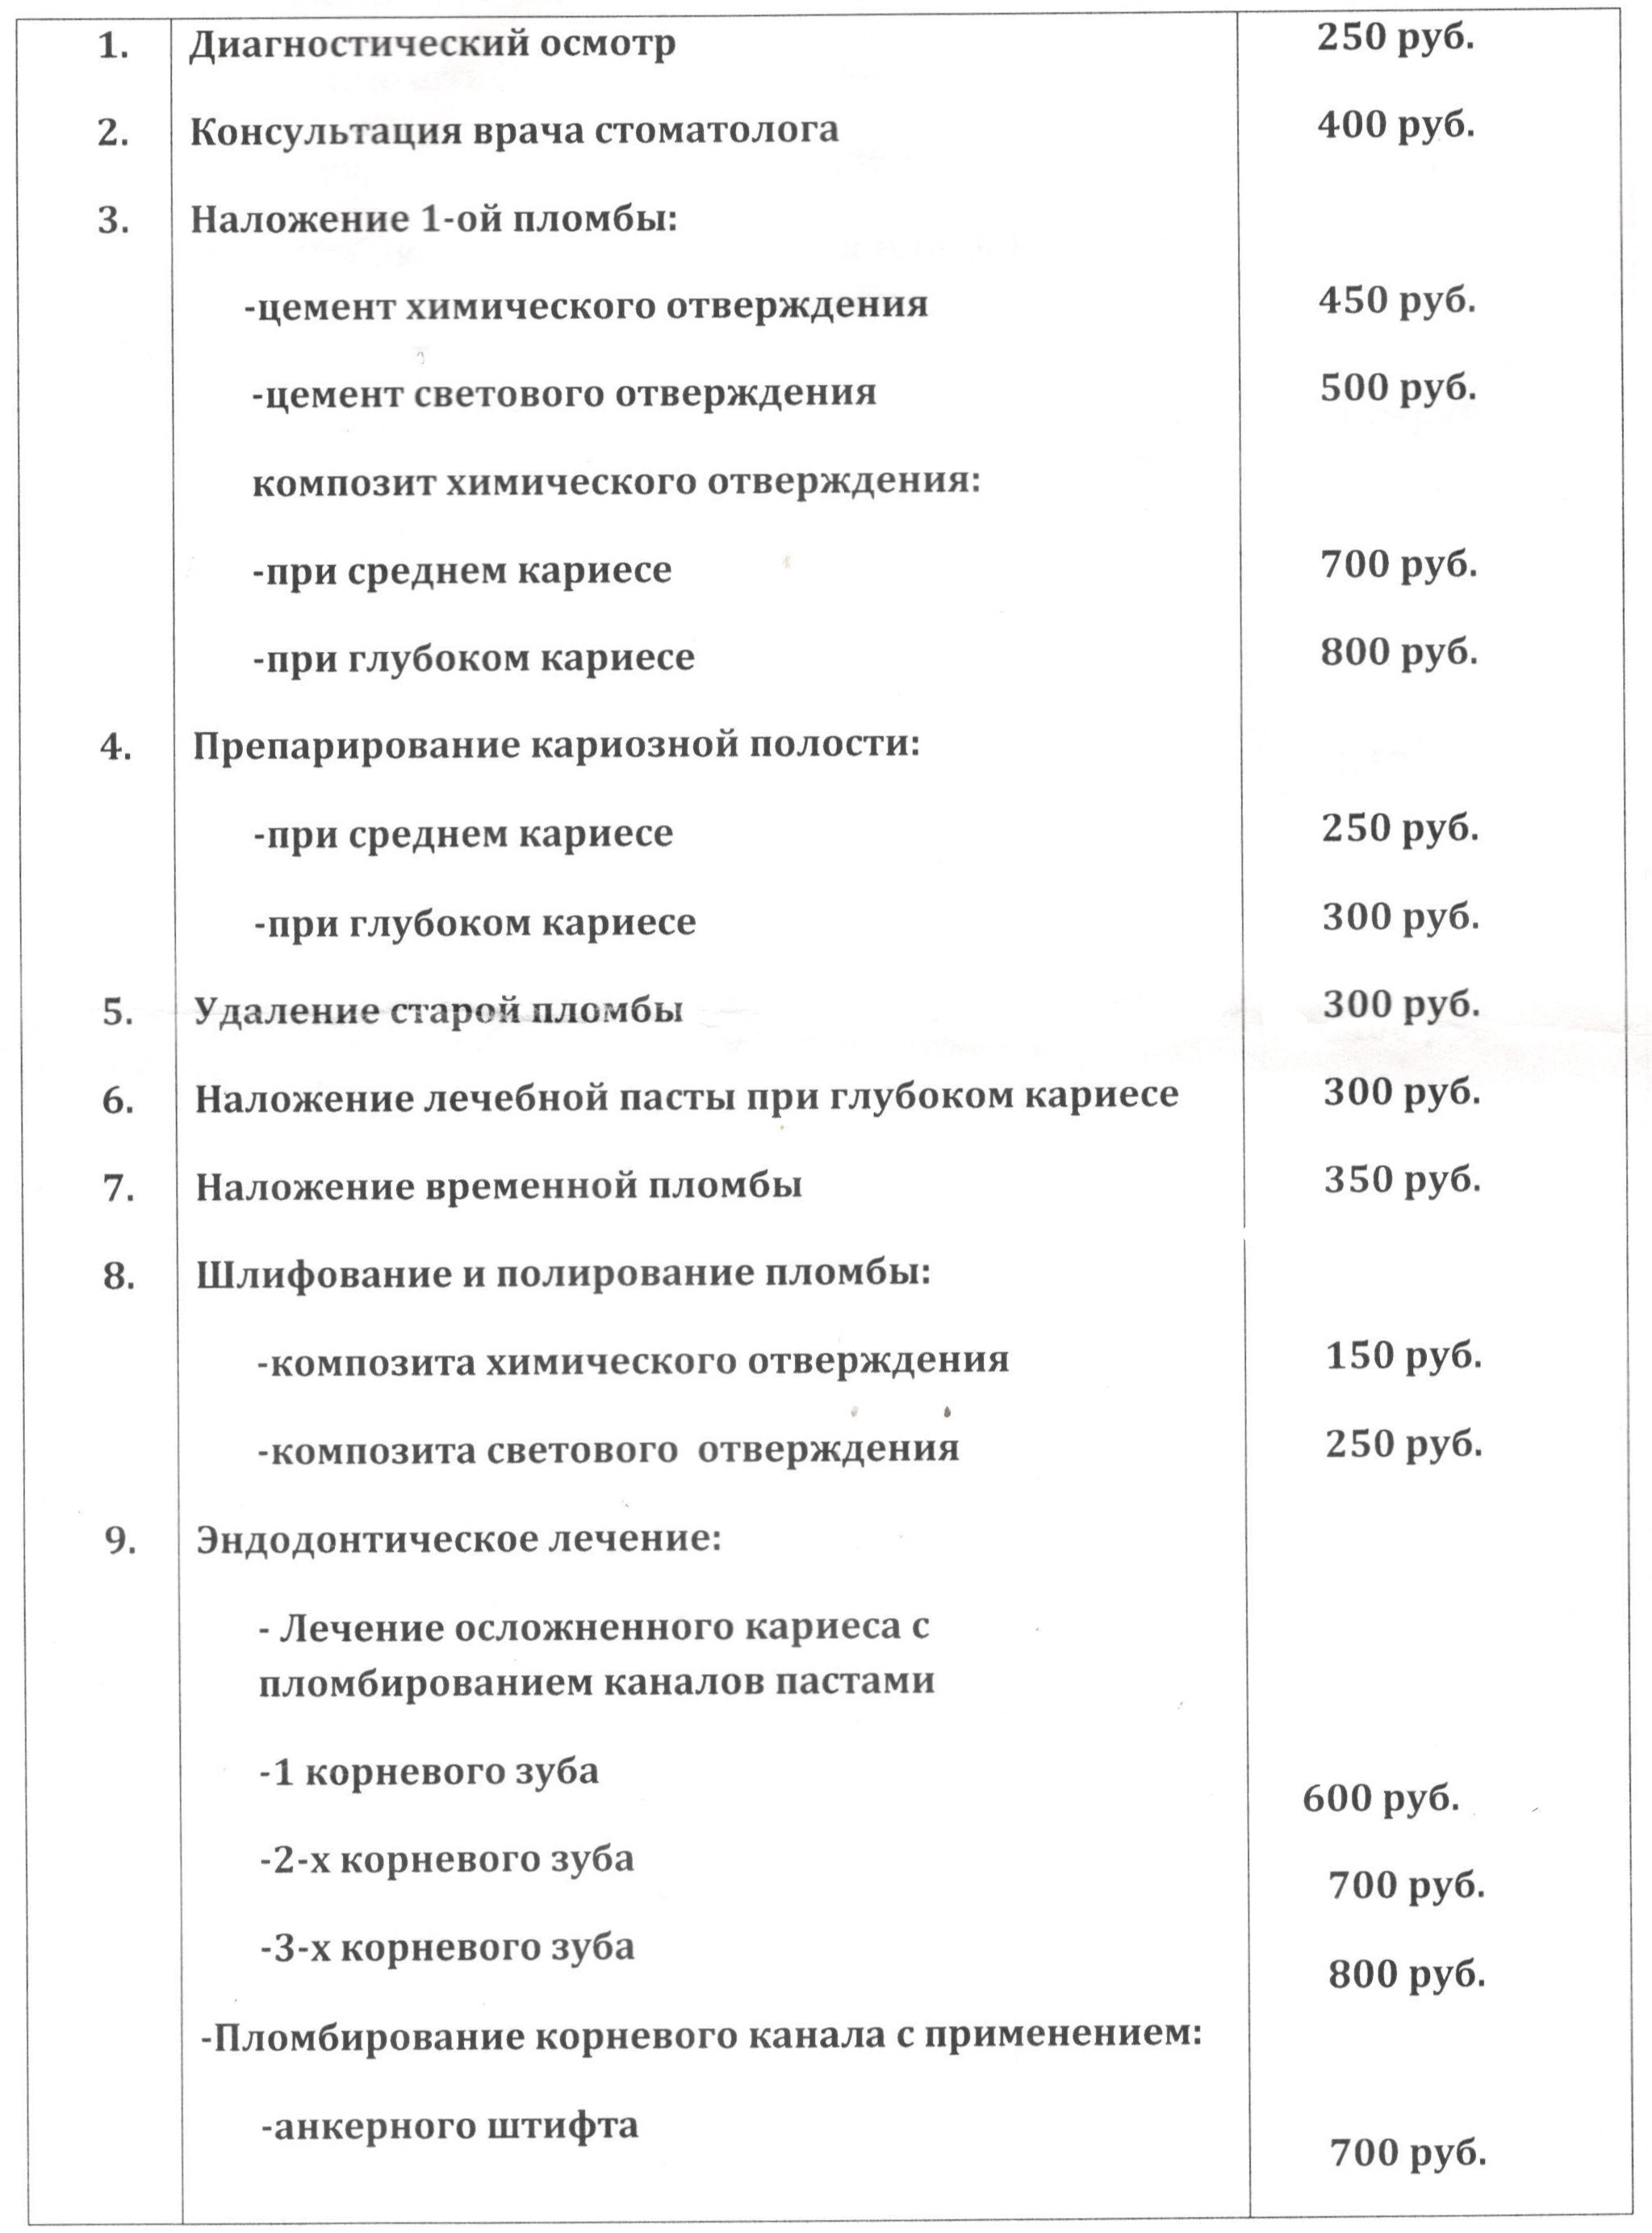 1. Диагностический осмотр 250 руб.
2. Консультация врача стоматолога 400 руб.
3. Наложение 1-ой пломбы:
-цемент химического отверждения 450 руб.
-цемент светового отверждения 500 руб.
композит химического отверждения:
-при среднем кариесе 700 руб.
-при глубоком кариесе 800 руб.
4. Препарирование кариозной полости:
-при среднем кариесе 250 руб.
-при глубоком кариесе 300 руб.
5. Удаление старой пломбы 300 руб.
6. Наложение лечебной пасты при глубоком кариесе 300 руб.
7. Наложение временной пломбы 350 руб.
8. Шлифование и полирование пломбы:
-композита химического отверждения 150 руб.
-композита светового отверждения 250 руб.
9. Эндодонтическое лечение:
- Лечение осложненного кариеса с
пломбированием каналов пастами
-1 корневого зуба 600 руб.
-2-х корневого зуба 700 руб.
-3-х корневого зуба 800 руб.
-Пломбирование корневого канала с применением:
-анкерного штифта 700 руб.